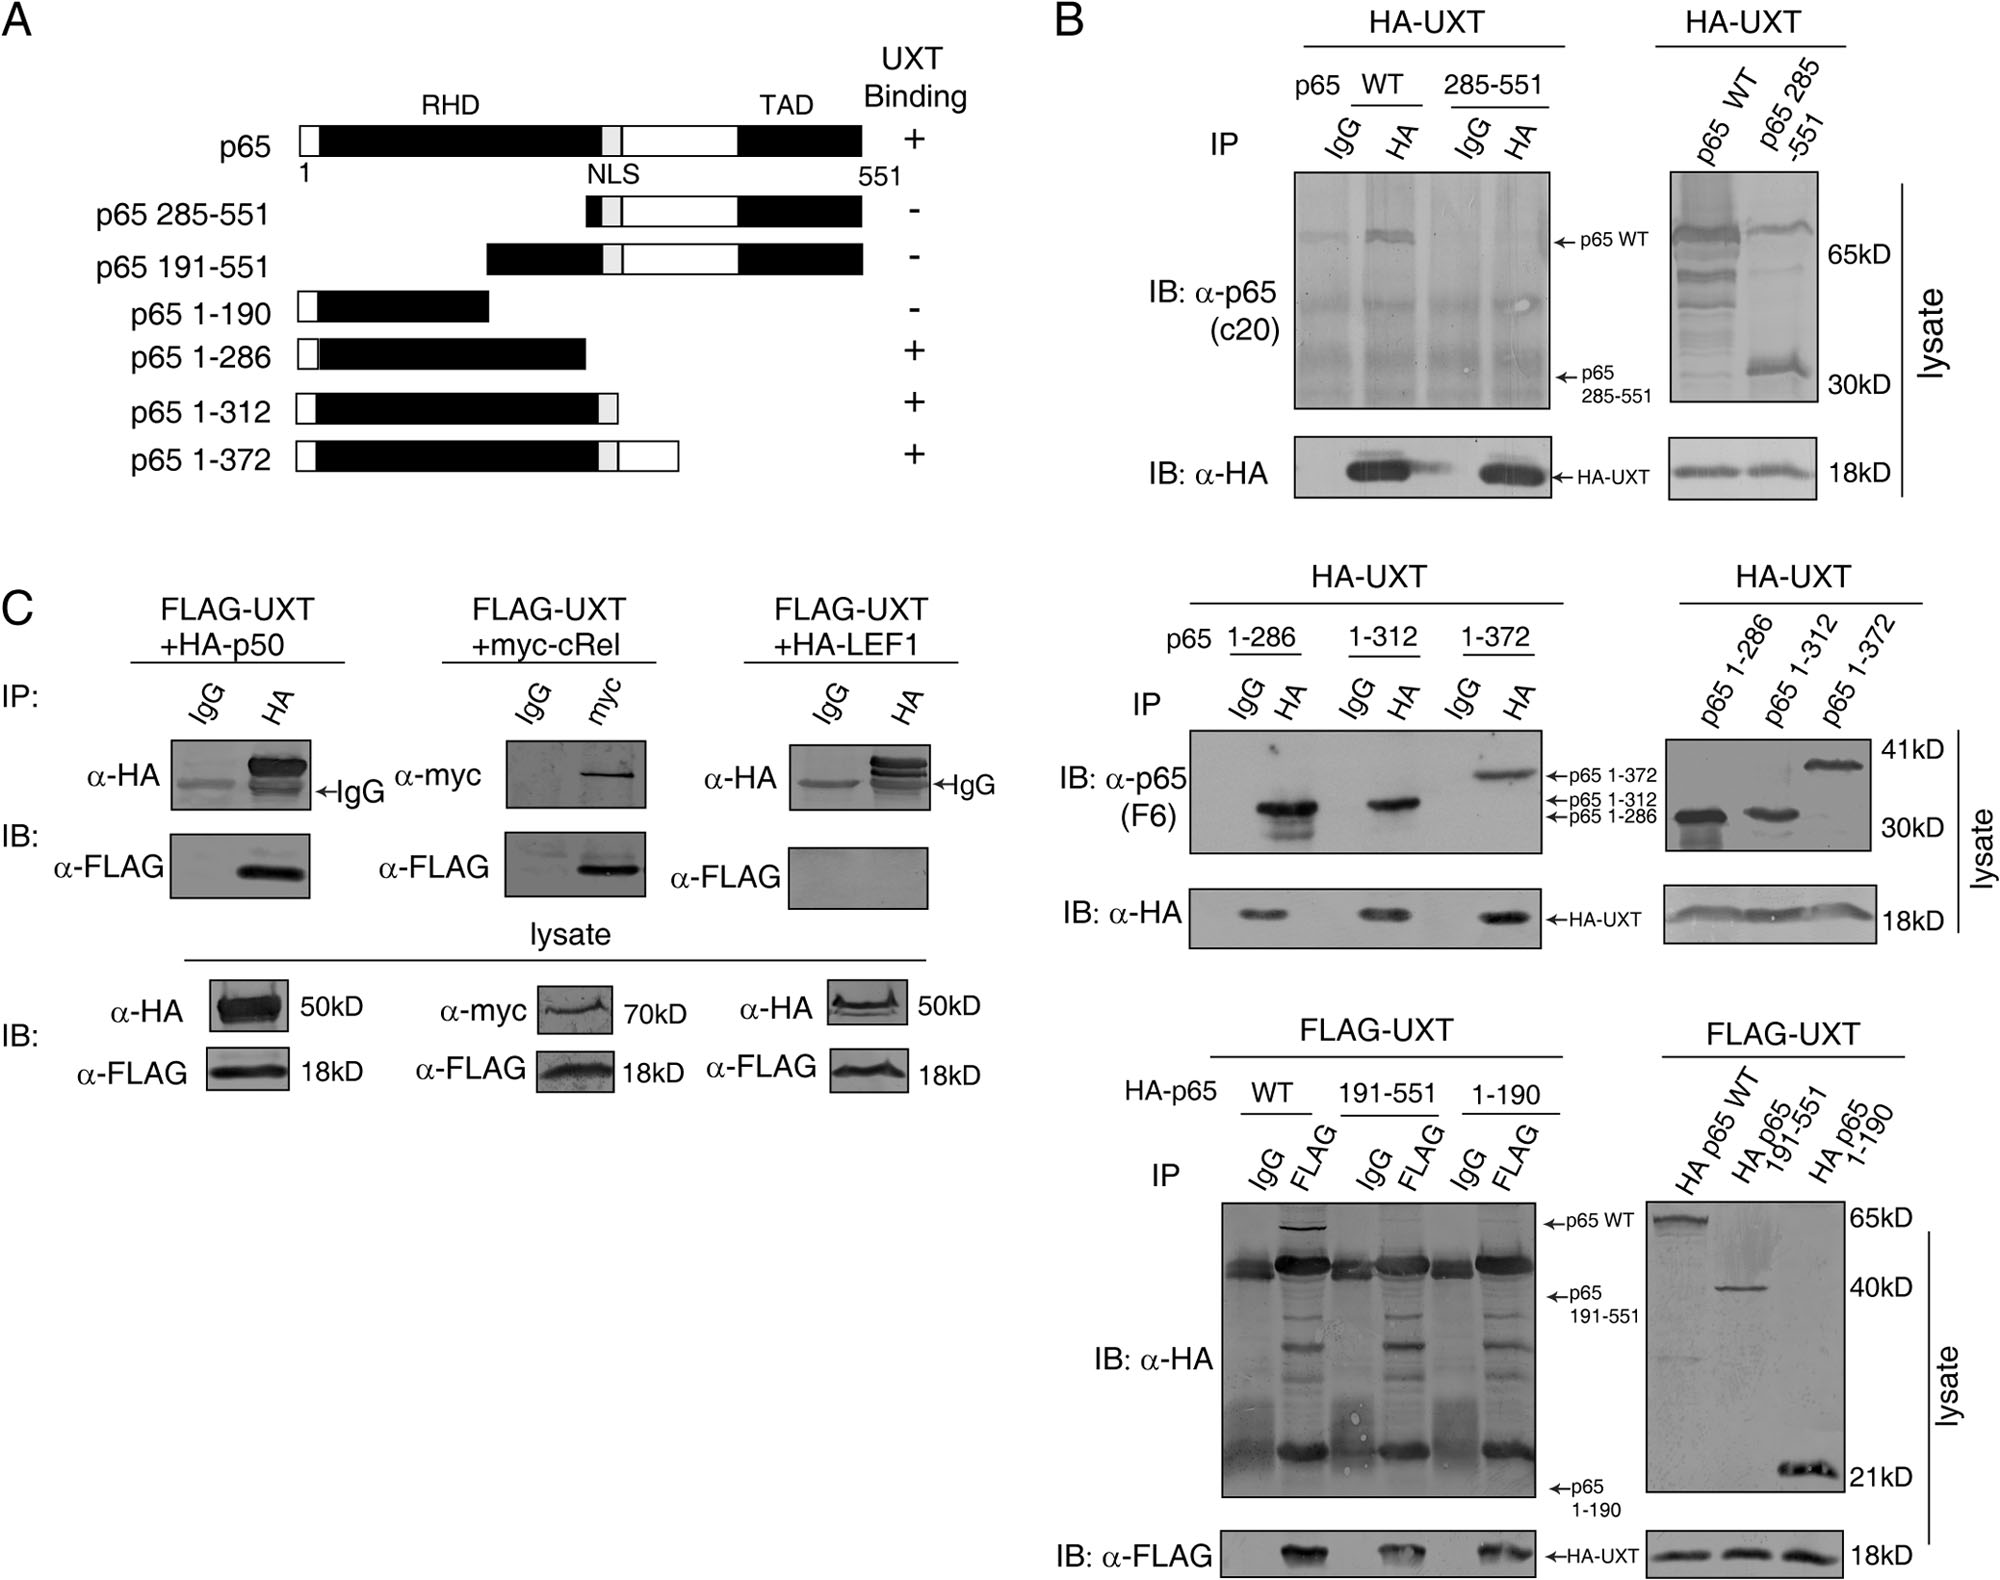 A
UXT
Binding
RHD
TAD
p65
+
1
NLS
551
p65 285-551
-
p65 191-551
-
p65 1-190
-
p65 1-286
+
p65 1-312
+
p65 1-372
+
B
HA-UXT
HA-UXT
p65
WT
285-551
p65 WT
p65 285
-551
IP
IgG
HA
IgG
HA
IB: α-p65
(c20)
←p65 WT
←p65
285-551
65kD
30kD
IB: α-HA
←HA-UXT
18kD
lysate
HA-UXT
HA-UXT
p65
1-286
1-312
1-372
p65 1-286
p65 1-312
p65 1-372
IP
IgG
HA
IgG
HA
IgG
HA
IB: α-p65
(F6)
←p65 1-372
←p65 1-312
←p65 1-286
41kD
30kD
IB: α-HA
←HA-UXT
18kD
lysate
FLAG-UXT
FLAG-UXT
HA-p65
WT
191-551
1-190
HA p65 WT
HA p65
191-551
HA p65
1-190
IP
IgG
FLAG
IgG
FLAG
IgG
FLAG
IB: α-HA
←p65 WT
←p65
191-551
←p65
1-190
65kD
40kD
21kD
IB: α-FLAG
←HA-UXT
18kD
lysate
C
FLAG-UXT
+HA-p50
FLAG-UXT
+myc-cRel
FLAG-UXT
+HA-LEF1
IP:
IgG
HA
IgG
myc
IgG
HA
α-HA
←IgG
α-myc
α-HA
←IgG
IB:
α-FLAG
α-FLAG
α-FLAG
lysate
IB:
α-HA
50kD
α-myc
70kD
α-HA
50kD
α-FLAG
18kD
α-FLAG
18kD
α-FLAG
18kD